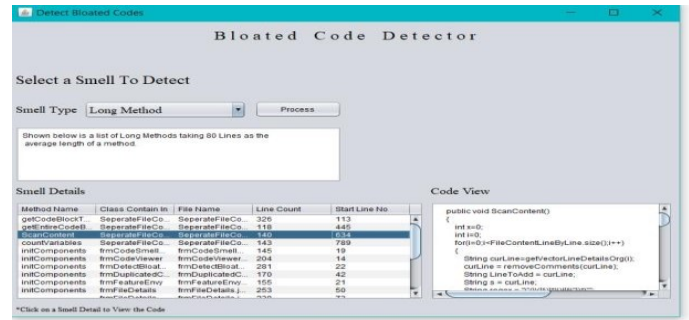 Detect Bloated Codes
Bloated Code Detector
Select a Smell To Detect
Smell Type Long Method Process
Shown below is a list of Long Methods taking 80 Lines as the
average length of a method.
Smell Details
Method Name Class Contain In File Name Line Count Start Line No
getCodeBlockT... SeperateFileCo... SeperateFileCo... 326 113
getEntireCodeB... SeperateFileCo... SeperateFileCo... 118 445
ScanContent SeperateFileCo... SeperateFileCo... 140 634
countVariables SeperateFileCo... SeperateFileCo... 143 789
initComponents frmCodeSmell... frmCodeSmell... 145 19
initComponents frmCodeViewer... frmCodeViewer... 204 14
initComponents frmDetectBloat... frmDetectBloat... 281 22
initComponents frmDuplicatedC... frmDuplicatedC... 170 42
initComponents frmFeatureEnvy frmFeatureEnvy... 155 21
initComponents frmFileDetails frmFileDetails.j... 253 50
Code View
public void ScanContent()
{
int x=0;
int i=0;
for(i=0;i<FileContentLineByLine.size();i++)
{
String curLine=getVectorLineDetailsOrg(i);
curLine = removeComments(curLine);
String LineToAdd = curLine;
String s = curLine;
*Click on a Smell Detail to View the Code